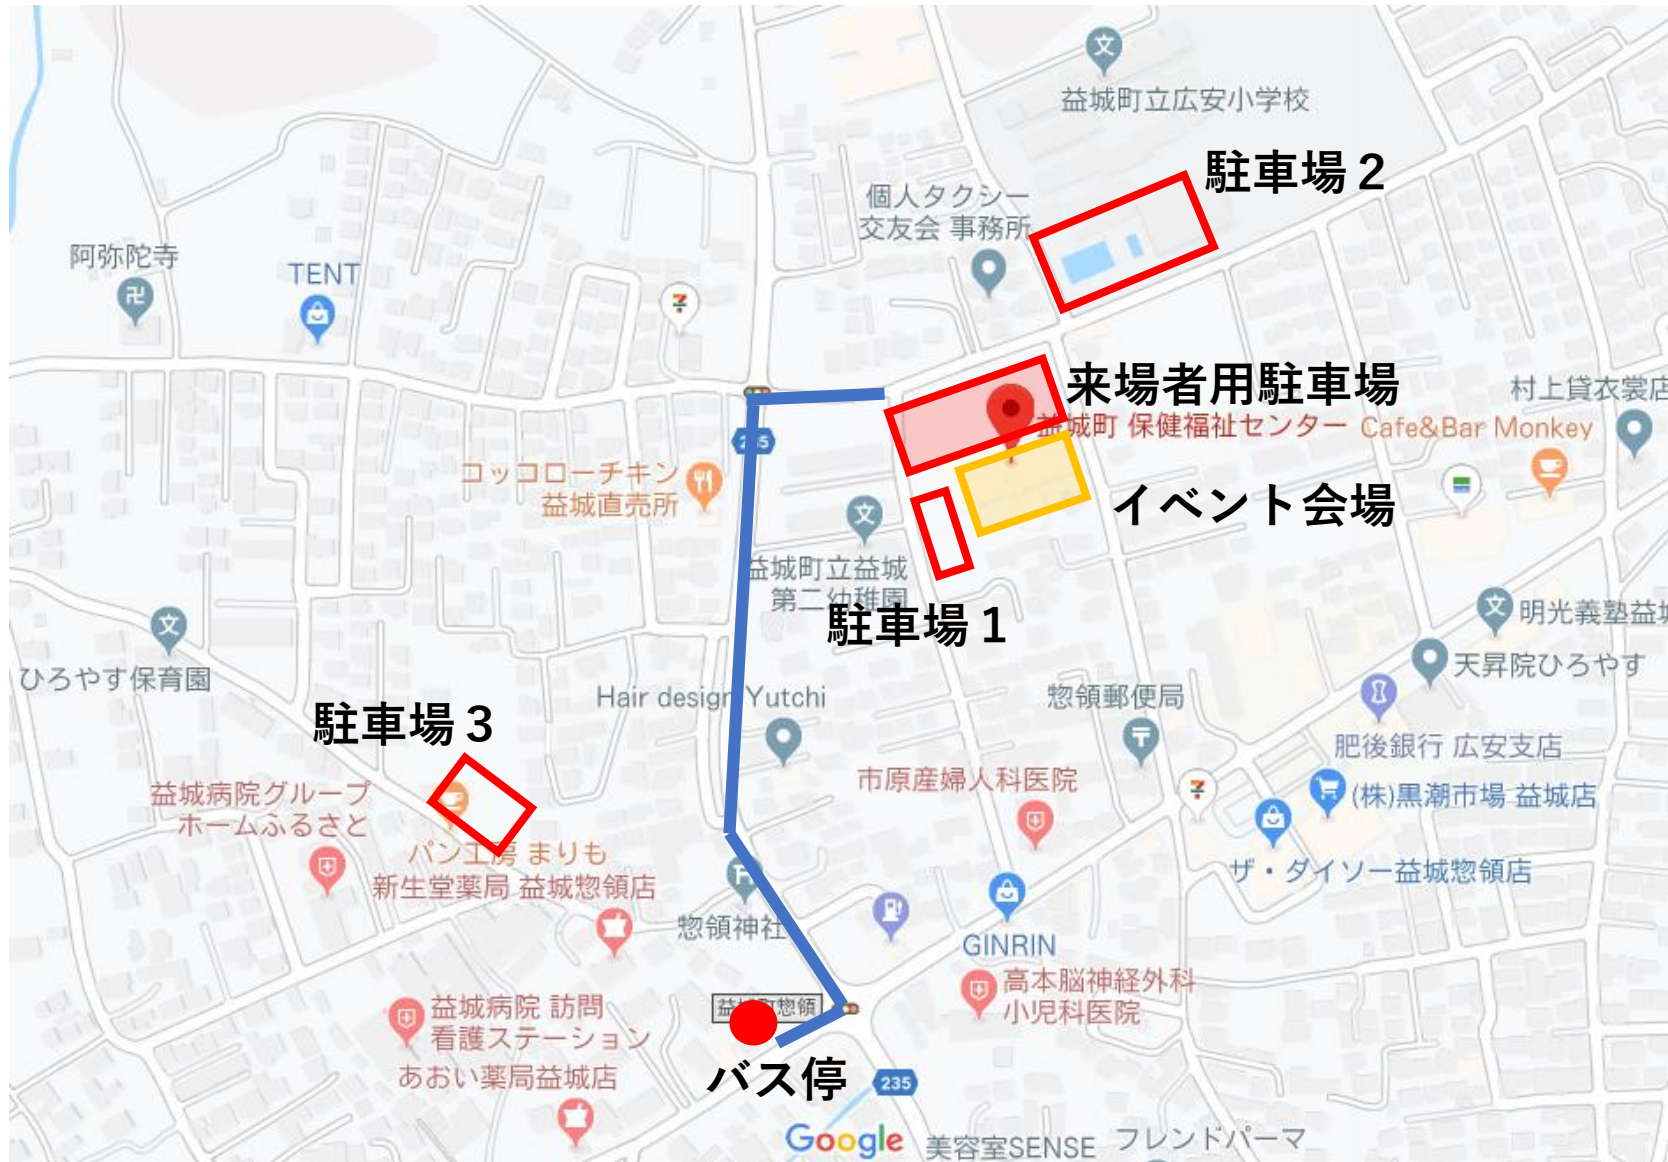 益城町立広安小学校
駐車場２
個人タクシー
交友会 事務所
阿弥陀寺
TENT
来場者用駐車場
村上貸衣裳店
益城町 保健福祉センター
Cafe&Bar Monkey
235
コッコローチキン
益城直売所
イベント会場
益城町立益城
第二幼稚園
駐車場１
明光義塾益城
天昇院ひろやす
ひろやす保育園
Hair design Yutchi
惣領郵便局
駐車場３
肥後銀行 広安支店
益城病院グループ
ホームふるさと
市原産婦人科医院
(株)黒潮市場 益城店
パン工房 まりも
新生堂薬局 益城惣領店
ザ・ダイソー益城惣領店
惣領神社
GINRIN
高本脳神経外科
小児科医院
益城町惣領
益城病院 訪問
看護ステーション
バス停
あおい薬局益城店
235
Google
美容室SENSE
フレンドパーマ